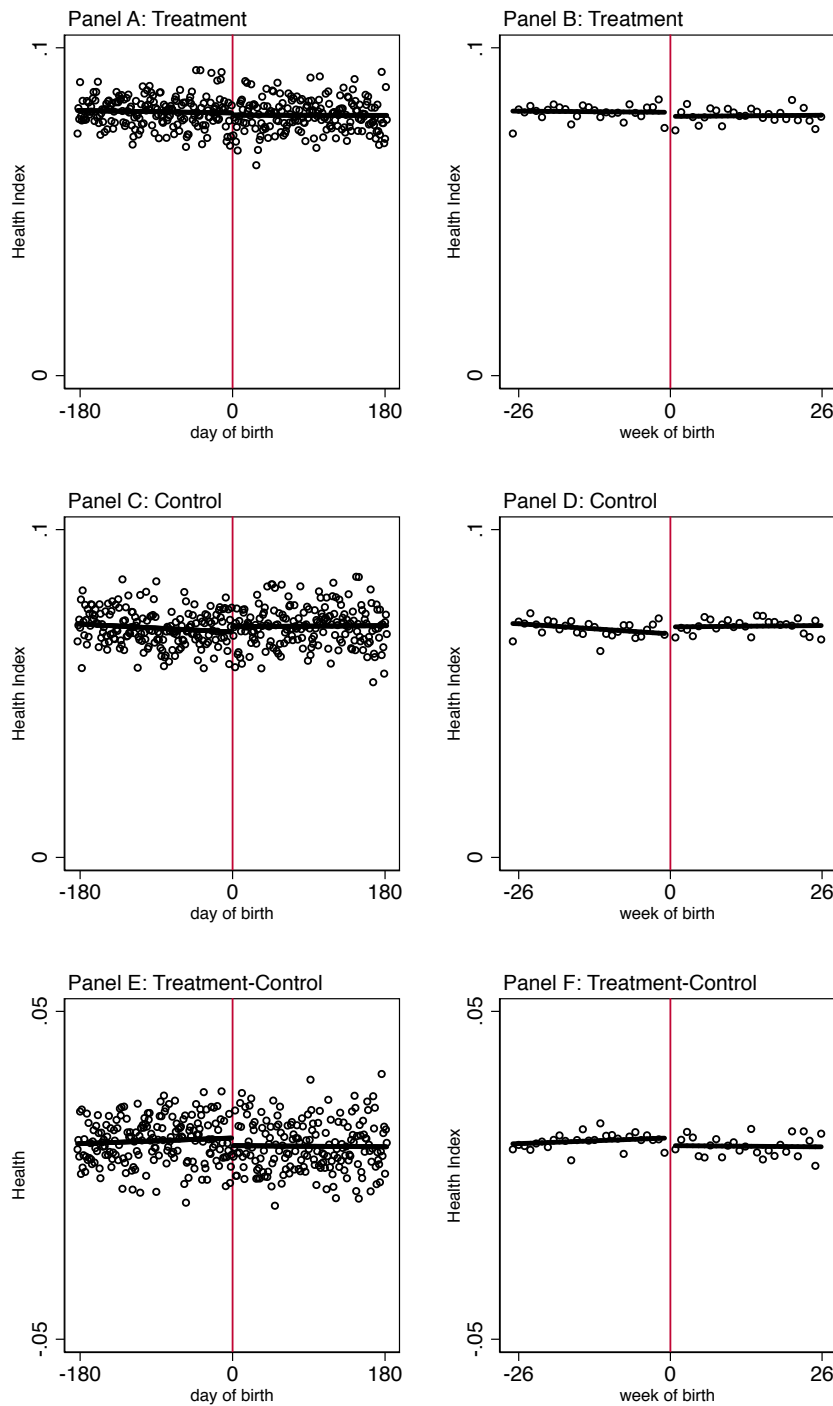 Panel A: Treatment
.1
Health Index
0
-180 0 180
day of birth
Panel B: Treatment
.1
Health Index
0
-26 0 26
week of birth
Panel C: Control
.1
Health Index
0
-180 0 180
day of birth
Panel D: Control
.1
Health Index
0
-26 0 26
week of birth
Panel E: Treatment-Control
.05
Health
-.05
-180 0 180
day of birth
Panel F: Treatment-Control
.05
Health Index
-.05
-26 0 26
week of birth